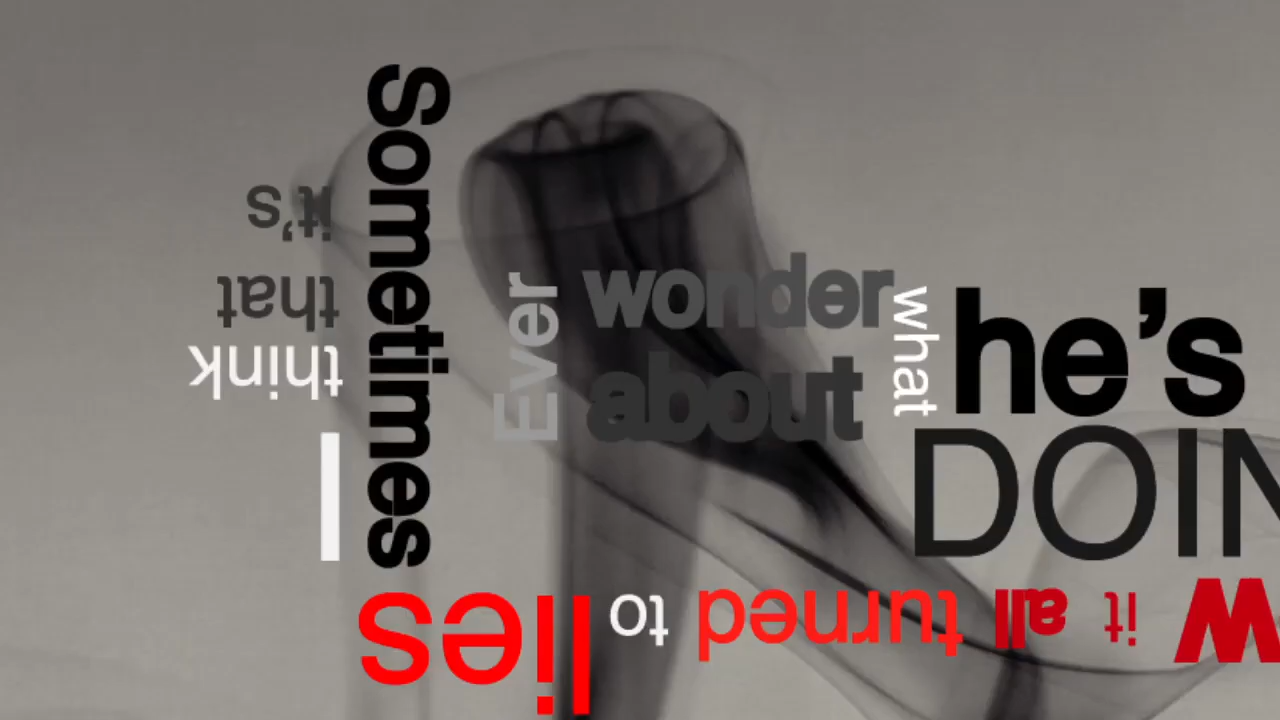 Ever wonder
about
what
he's
DOIN
it all turned to
lies
Sometimes
I
think
that
it's